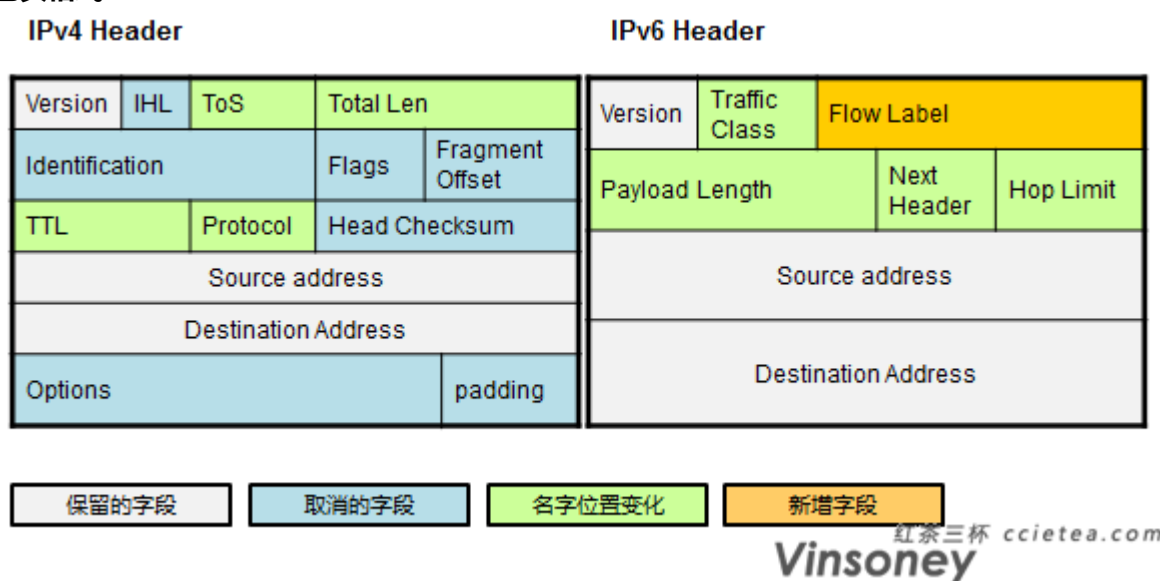 IPv4 Header
IPv6 Header
Version IHL ToS Total Len
Identification Flags Fragment Offset
TTL Protocol Head Checksum
Source address
Destination Address
Options padding
Version Traffic Class Flow Label
Payload Length Next Header Hop Limit
Source address
Destination Address
保留的字段 取消的字段 名字位置变化 新增字段
红茶三杯 ccietea.com
Vinsoney